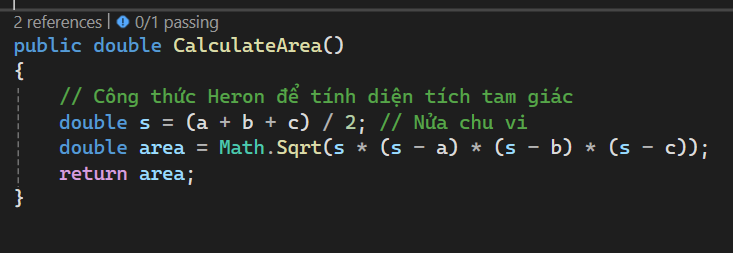 2 references | 0/1 passing
public double CalculateArea()
{
// Công thức Heron để tính diện tích tam giác
double s = (a + b + c) / 2; // Nửa chu vi
double area = Math.Sqrt(s * (s - a) * (s - b) * (s - c));
return area;
}